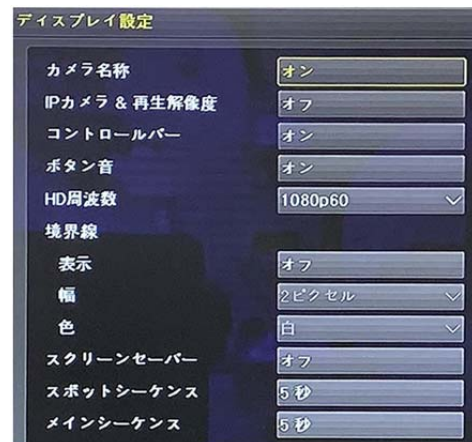 ディスプレイ設定
カメラ名称 オン
IPカメラ & 再生解像度 オフ
コントロールバー オン
ボタン音 オン
HD周波数 1080p60
境界線
表示 オフ
幅 2ピクセル
色 白
スクリーンセーバー オフ
スポットシーケンス 5 秒
メインシーケンス 5 秒